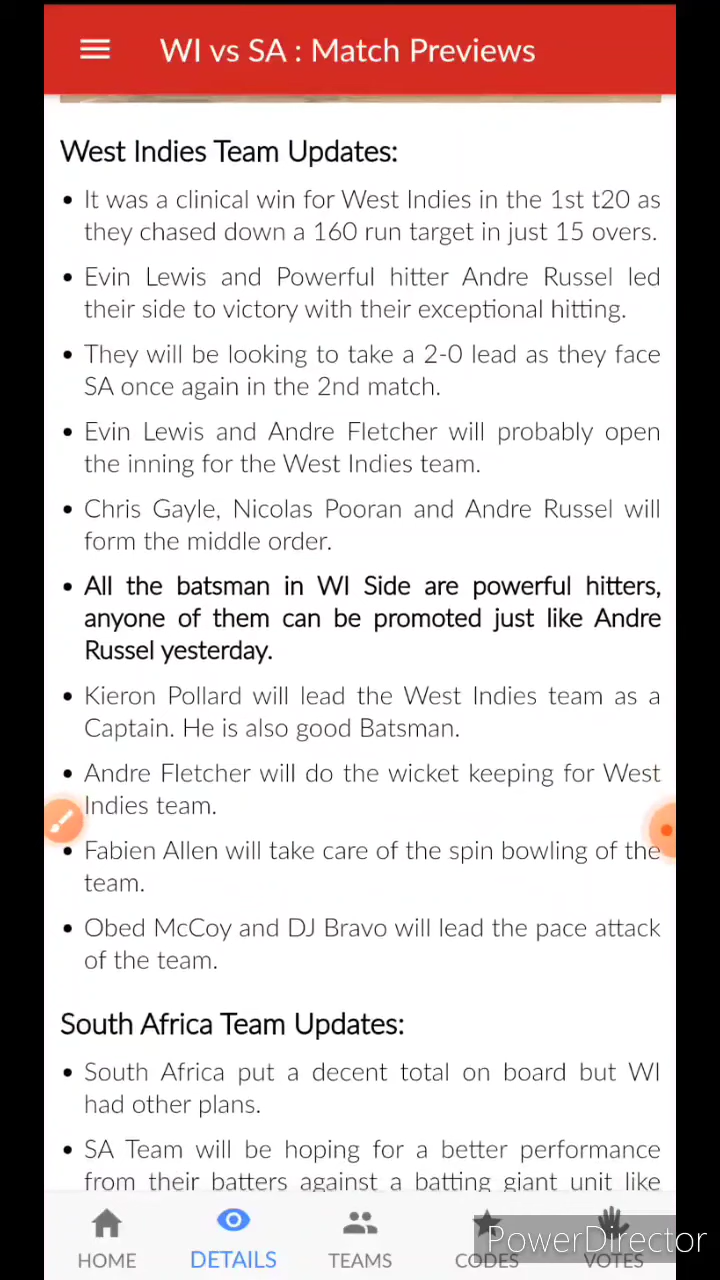 WI vs SA : Match Previews
West Indies Team Updates:
• It was a clinical win for West Indies in the 1st t20 as
they chased down a 160 run target in just 15 overs.
• Evin Lewis and Powerful hitter Andre Russel led
their side to victory with their exceptional hitting.
• They will be looking to take a 2-0 lead as they face
SA once again in the 2nd match.
• Evin Lewis and Andre Fletcher will probably open
the inning for the West Indies team.
• Chris Gayle, Nicolas Pooran and Andre Russel will
form the middle order.
• All the batsman in WI Side are powerful hitters,
anyone of them can be promoted just like Andre
Russel yesterday.
• Kieron Pollard will lead the West Indies team as a
Captain. He is also good Batsman.
• Andre Fletcher will do the wicket keeping for West
Indies team.
• Fabien Allen will take care of the spin bowling of the
team.
• Obed McCoy and DJ Bravo will lead the pace attack
of the team.
South Africa Team Updates:
• South Africa put a decent total on board but WI
had other plans.
• SA Team will be hoping for a better performance
from their batters against a batting giant unit like
HOME DETAILS TEAMS CODES VOTES
PowerDirector